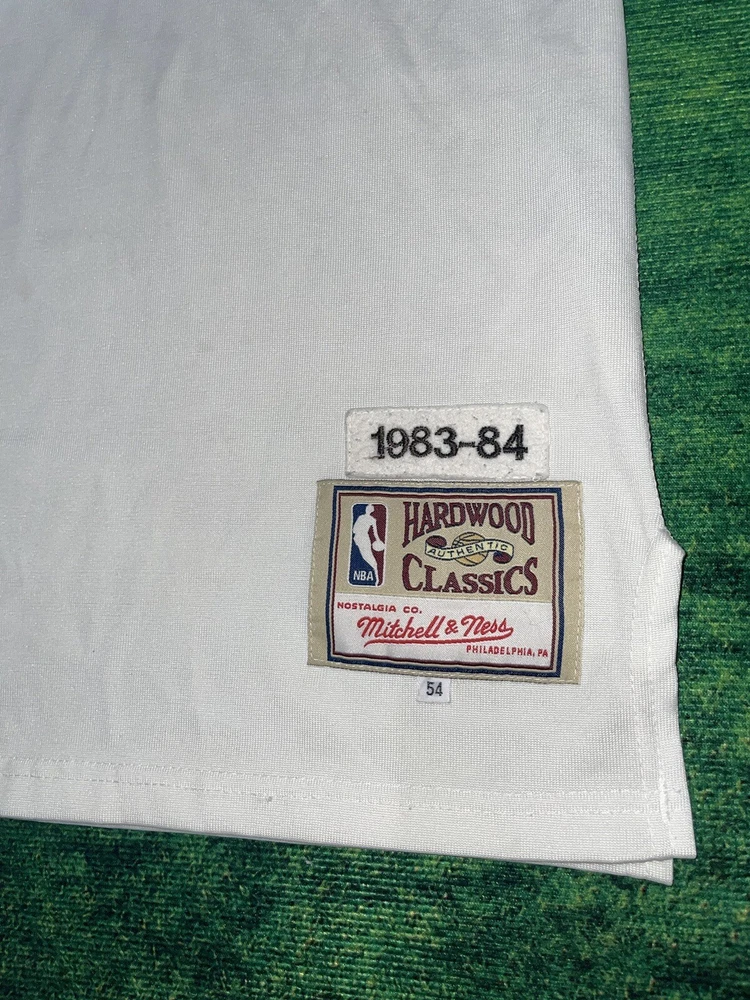 1983-84
HARDWOOD
AUTHENTIC
CLASSICS
NBA
NOSTALGIA CO.
Mitchell & Ness
PHILADELPHIA, PA
54